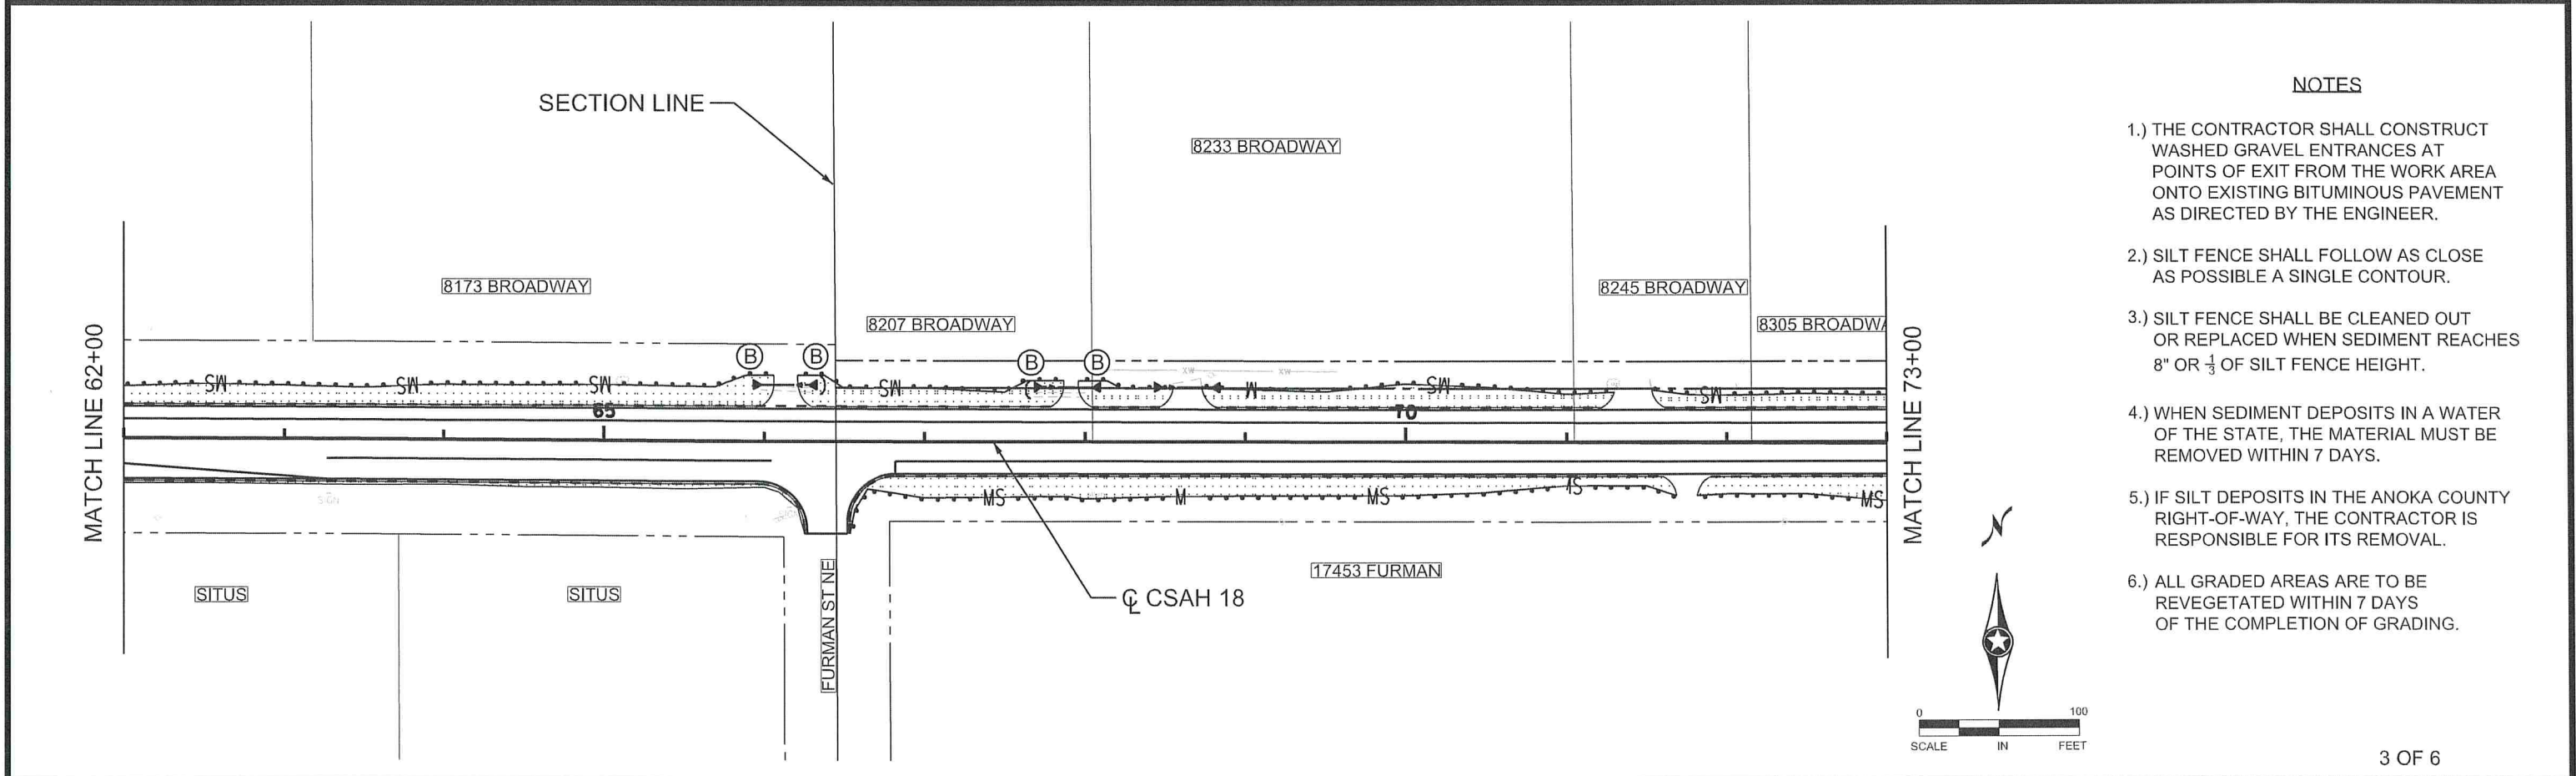 SECTION LINE
8233 BROADWAY
8173 BROADWAY
8245 BROADWAY
8207 BROADWAY
8305 BROADWA
MATCH LINE 62+00
B
B
B
B
XW
XW
SW
SW
SW
SW
W
SW
SW
65
70
MATCH LINE 73+00
MS
M
MS
MS
SITUS
SITUS
FURMAN ST NE
17453 FURMAN
℄ CSAH 18
NOTES
1.) THE CONTRACTOR SHALL CONSTRUCT
WASHED GRAVEL ENTRANCES AT
POINTS OF EXIT FROM THE WORK AREA
ONTO EXISTING BITUMINOUS PAVEMENT
AS DIRECTED BY THE ENGINEER.
2.) SILT FENCE SHALL FOLLOW AS CLOSE
AS POSSIBLE A SINGLE CONTOUR.
3.) SILT FENCE SHALL BE CLEANED OUT
OR REPLACED WHEN SEDIMENT REACHES
8" OR 1/3 OF SILT FENCE HEIGHT.
4.) WHEN SEDIMENT DEPOSITS IN A WATER
OF THE STATE, THE MATERIAL MUST BE
REMOVED WITHIN 7 DAYS.
5.) IF SILT DEPOSITS IN THE ANOKA COUNTY
RIGHT-OF-WAY, THE CONTRACTOR IS
RESPONSIBLE FOR ITS REMOVAL.
6.) ALL GRADED AREAS ARE TO BE
REVEGETATED WITHIN 7 DAYS
OF THE COMPLETION OF GRADING.
N
0 100
SCALE IN FEET
3 OF 6